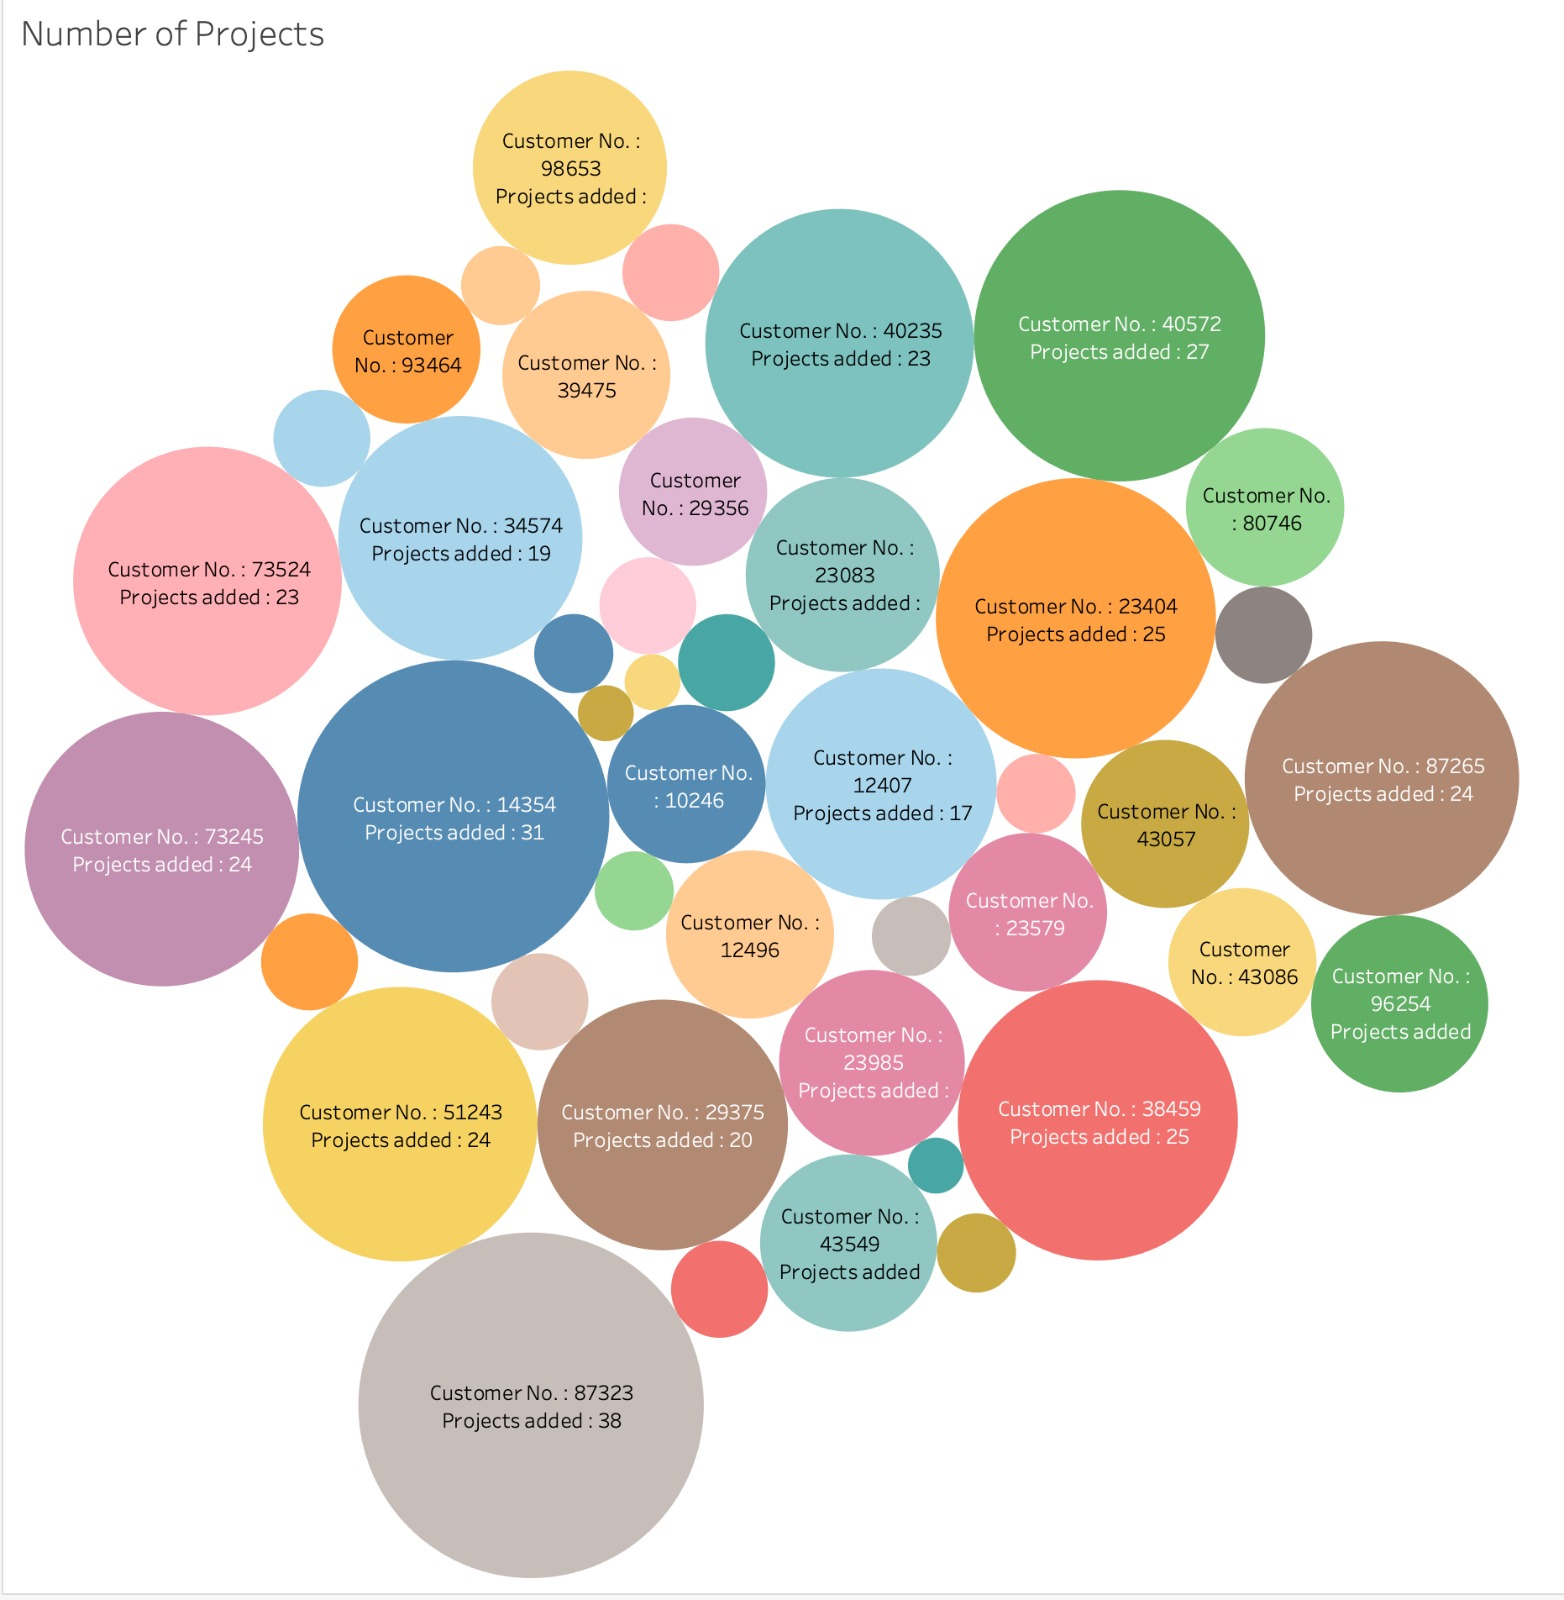 Number of Projects
Customer No. :
98653
Projects added :
Customer No. : 40235
Projects added : 23
Customer No. : 40572
Projects added : 27
Customer
No. : 93464
Customer No. :
39475
Customer
No. : 29356
Customer No.
: 80746
Customer No. : 34574
Projects added : 19
Customer No. : 73524
Projects added : 23
Customer No. :
23083
Projects added :
Customer No. : 23404
Projects added : 25
Customer No. : 87265
Projects added : 24
Customer No. :
12407
Projects added : 17
Customer No.
: 10246
Customer No. : 14354
Projects added : 31
Customer No. :
43057
Customer No. : 73245
Projects added : 24
Customer No.
: 23579
Customer No. :
12496
Customer
No. : 43086
Customer No. :
96254
Projects added
Customer No. :
23985
Projects added :
Customer No. : 51243
Projects added : 24
Customer No. : 29375
Projects added : 20
Customer No. : 38459
Projects added : 25
Customer No. :
43549
Projects added
Customer No. : 87323
Projects added : 38